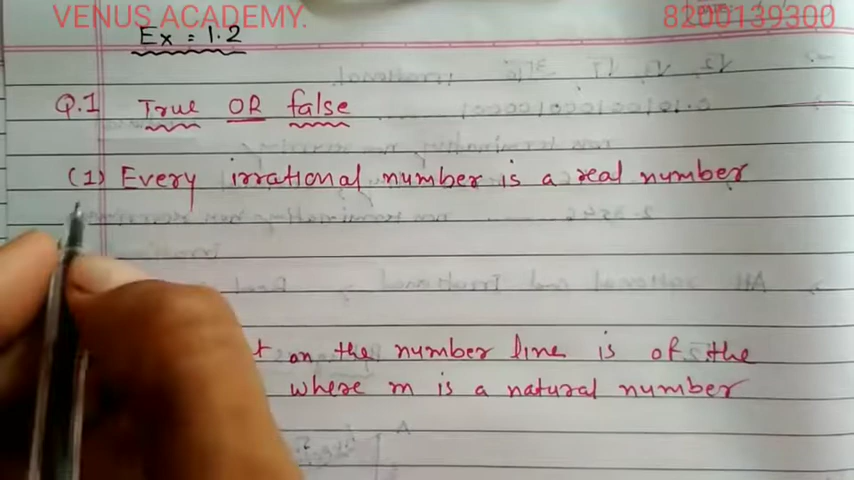 VENUS ACADEMY.
8200139300
Ex = 1.2
Q.1 True OR false
(1) Every irrational number is a real number
on the number line is of the
where m is a natural number